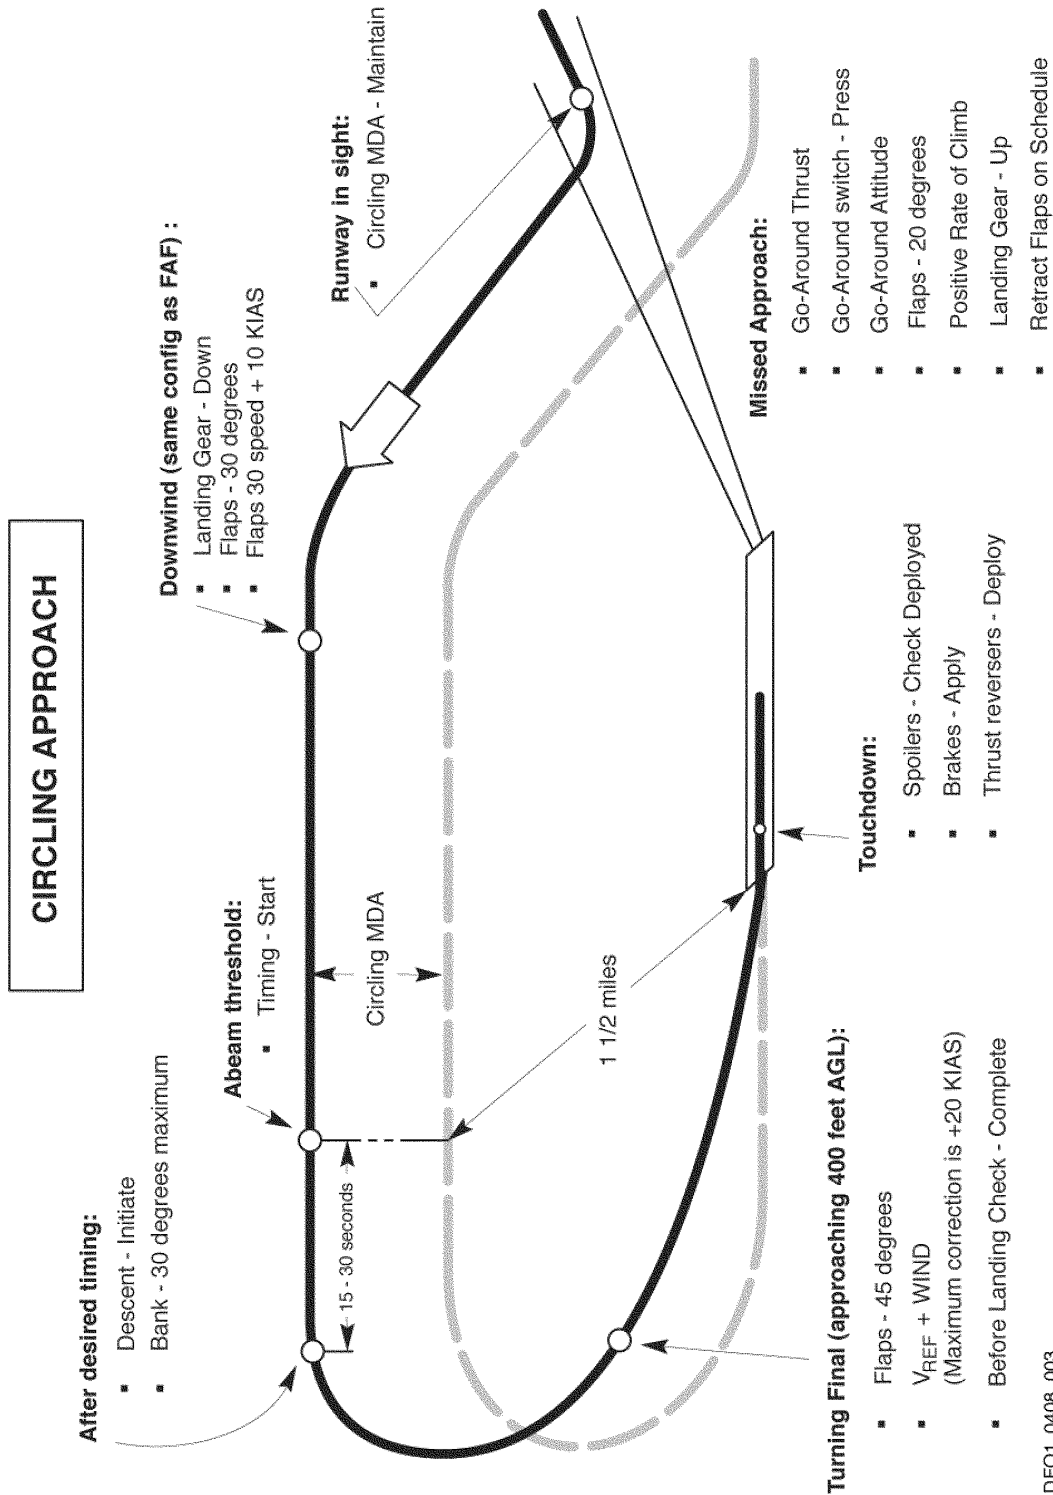 CIRCLING APPROACH
After desired timing:
▪ Descent - Initiate
▪ Bank - 30 degrees maximum
Abeam threshold:
▪ Timing - Start
Downwind (same config as FAF) :
▪ Landing Gear - Down
▪ Flaps - 30 degrees
▪ Flaps 30 speed + 10 KIAS
Runway in sight:
▪ Circling MDA - Maintain
15 - 30 seconds
Circling MDA
1 1/2 miles
Turning Final (approaching 400 feet AGL):
▪ Flaps - 45 degrees
▪ VREF + WIND
(Maximum correction is +20 KIAS)
▪ Before Landing Check - Complete
Touchdown:
▪ Spoilers - Check Deployed
▪ Brakes - Apply
▪ Thrust reversers - Deploy
Missed Approach:
▪ Go-Around Thrust
▪ Go-Around switch - Press
▪ Go-Around Attitude
▪ Flaps - 20 degrees
▪ Positive Rate of Climb
▪ Landing Gear - Up
▪ Retract Flaps on Schedule
DFO1_0408_003